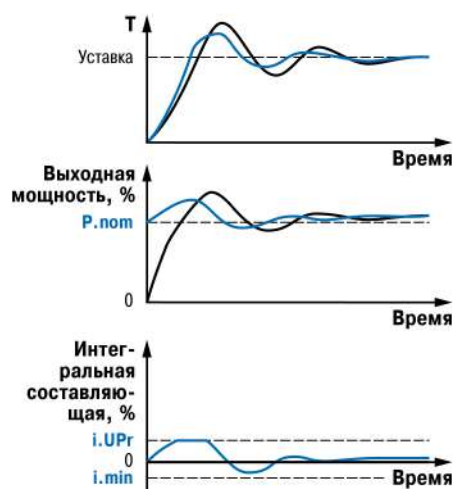 T
Уставка
Время
Выходная
мощность, %
P.nom
0
Время
Интег-
ральная
составляю-
щая, %
i.UPr
0
i.min
Время